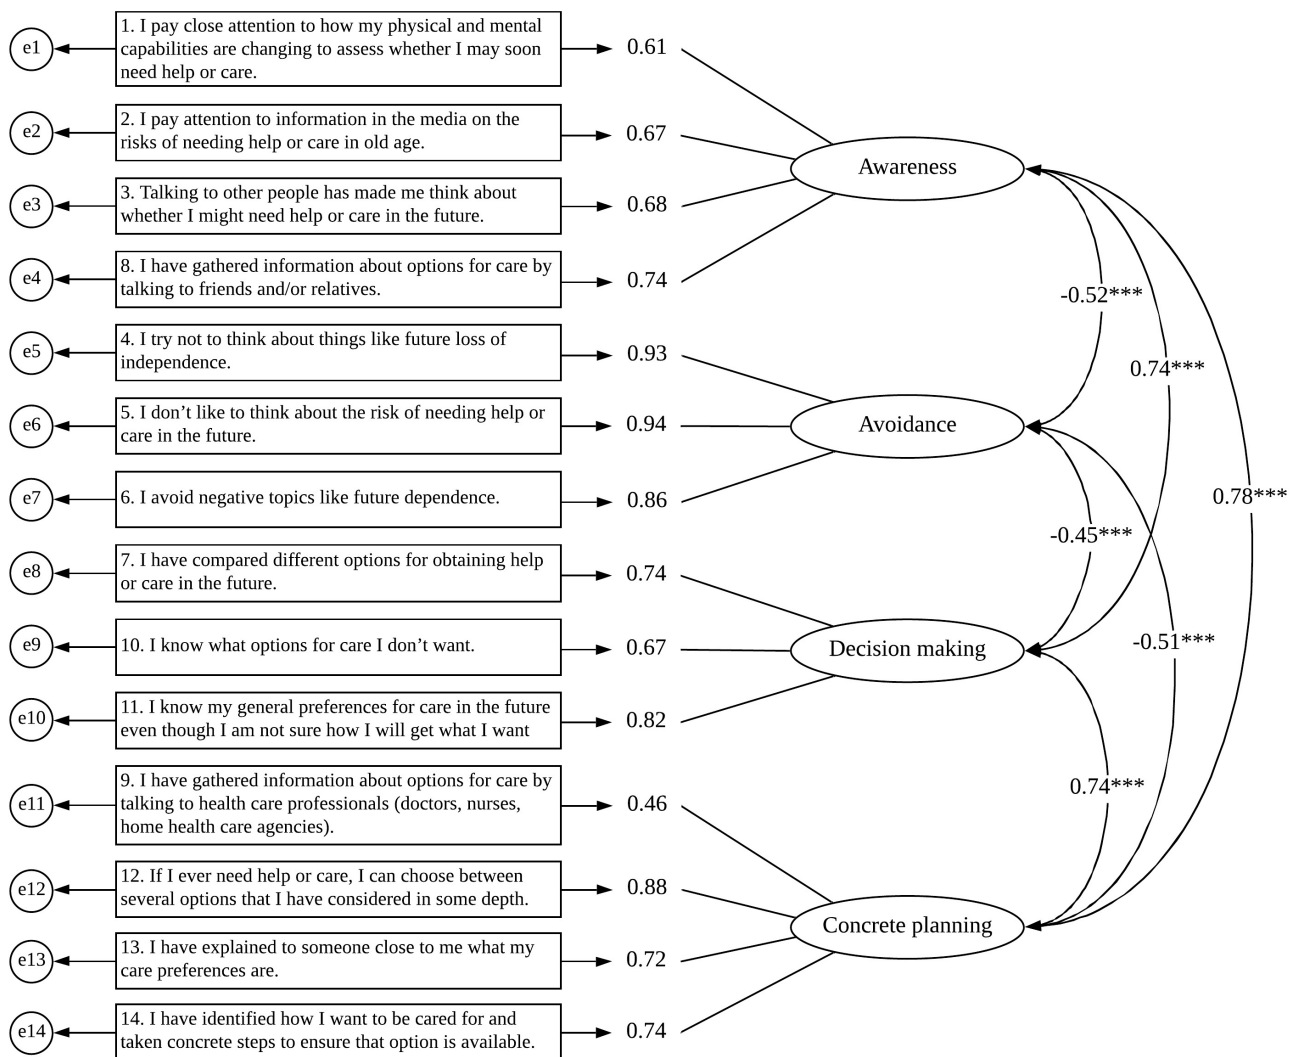 e1
1. I pay close attention to how my physical and mental
capabilities are changing to assess whether I may soon
need help or care.
0.61
e2
2. I pay attention to information in the media on the
risks of needing help or care in old age.
0.67
Awareness
e3
3. Talking to other people has made me think about
whether I might need help or care in the future.
0.68
e4
8. I have gathered information about options for care by
talking to friends and/or relatives.
0.74
-0.52***
e5
4. I try not to think about things like future loss of
independence.
0.93
0.74***
e6
5. I don’t like to think about the risk of needing help or
care in the future.
0.94
Avoidance
e7
6. I avoid negative topics like future dependence.
0.86
0.78***
-0.45***
e8
7. I have compared different options for obtaining help
or care in the future.
0.74
e9
10. I know what options for care I don’t want.
0.67
Decision making
-0.51***
e10
11. I know my general preferences for care in the future
even though I am not sure how I will get what I want
0.82
0.74***
e11
9. I have gathered information about options for care by
talking to health care professionals (doctors, nurses,
home health care agencies).
0.46
e12
12. If I ever need help or care, I can choose between
several options that I have considered in some depth.
0.88
Concrete planning
e13
13. I have explained to someone close to me what my
care preferences are.
0.72
e14
14. I have identified how I want to be cared for and
taken concrete steps to ensure that option is available.
0.74